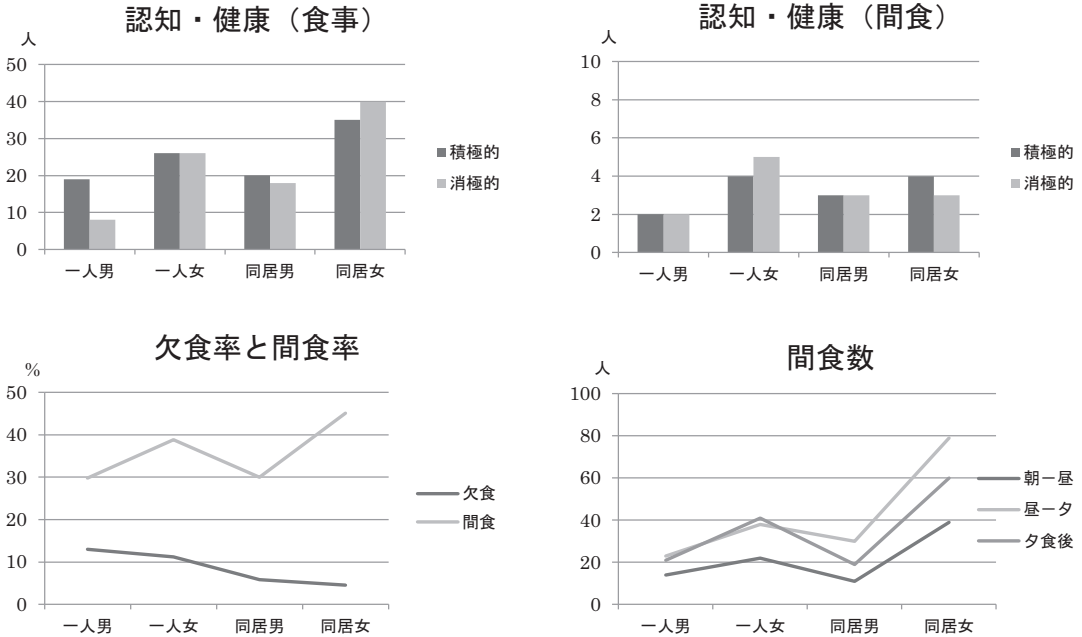 認知・健康（食事）
人
50
40
30
20
10
0
一人男 一人女 同居男 同居女
積極的
消極的
認知・健康（間食）
人
10
8
6
4
2
0
一人男 一人女 同居男 同居女
積極的
消極的
欠食率と間食率
%
50
40
30
20
10
0
一人男 一人女 同居男 同居女
欠食
間食
間食数
人
100
80
60
40
20
0
一人男 一人女 同居男 同居女
朝－昼
昼－夕
夕食後